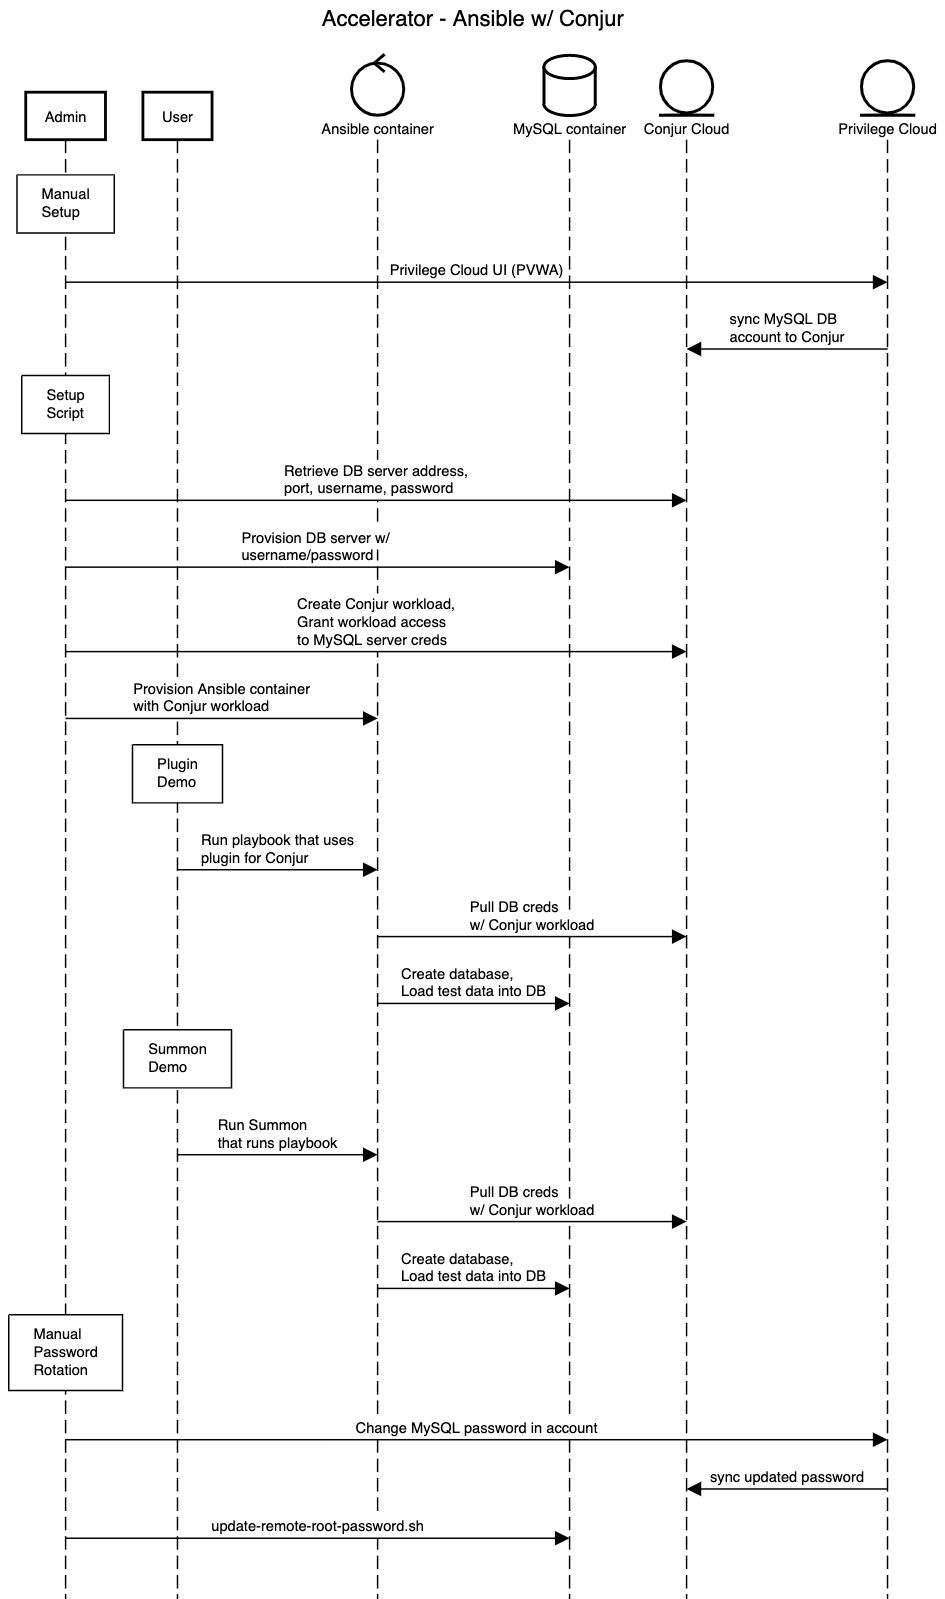 Accelerator - Ansible w/ Conjur
Admin
User
Ansible container
MySQL container
Conjur Cloud
Privilege Cloud
Manual
Setup
Privilege Cloud UI (PVWA)
sync MySQL DB
account to Conjur
Setup
Script
Retrieve DB server address,
port, username, password
Provision DB server w/
username/password
Create Conjur workload,
Grant workload access
to MySQL server creds
Provision Ansible container
with Conjur workload
Plugin
Demo
Run playbook that uses
plugin for Conjur
Pull DB creds
w/ Conjur workload
Create database,
Load test data into DB
Summon
Demo
Run Summon
that runs playbook
Pull DB creds
w/ Conjur workload
Create database,
Load test data into DB
Manual
Password
Rotation
Change MySQL password in account
sync updated password
update-remote-root-password.sh